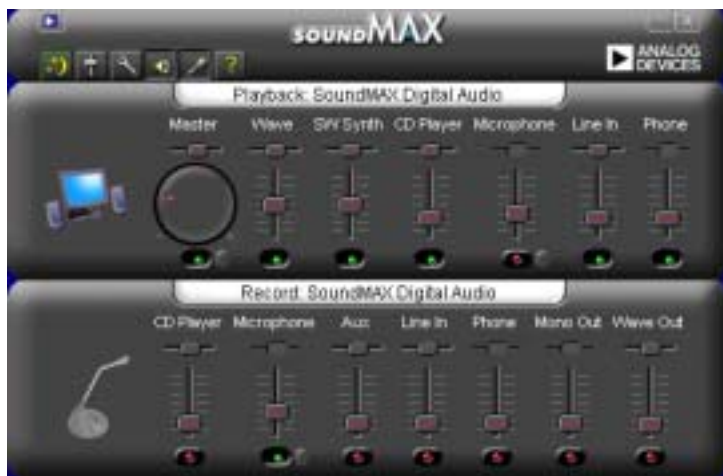 SOUNDMAX
ANALOG
DEVICES
Playback: SoundMAX Digital Audio
Master Wave SW Synth CD Player Microphone Line In Phone
Record: SoundMAX Digital Audio
CD Player Microphone Aux Line In Phone Mono Out Wave Out